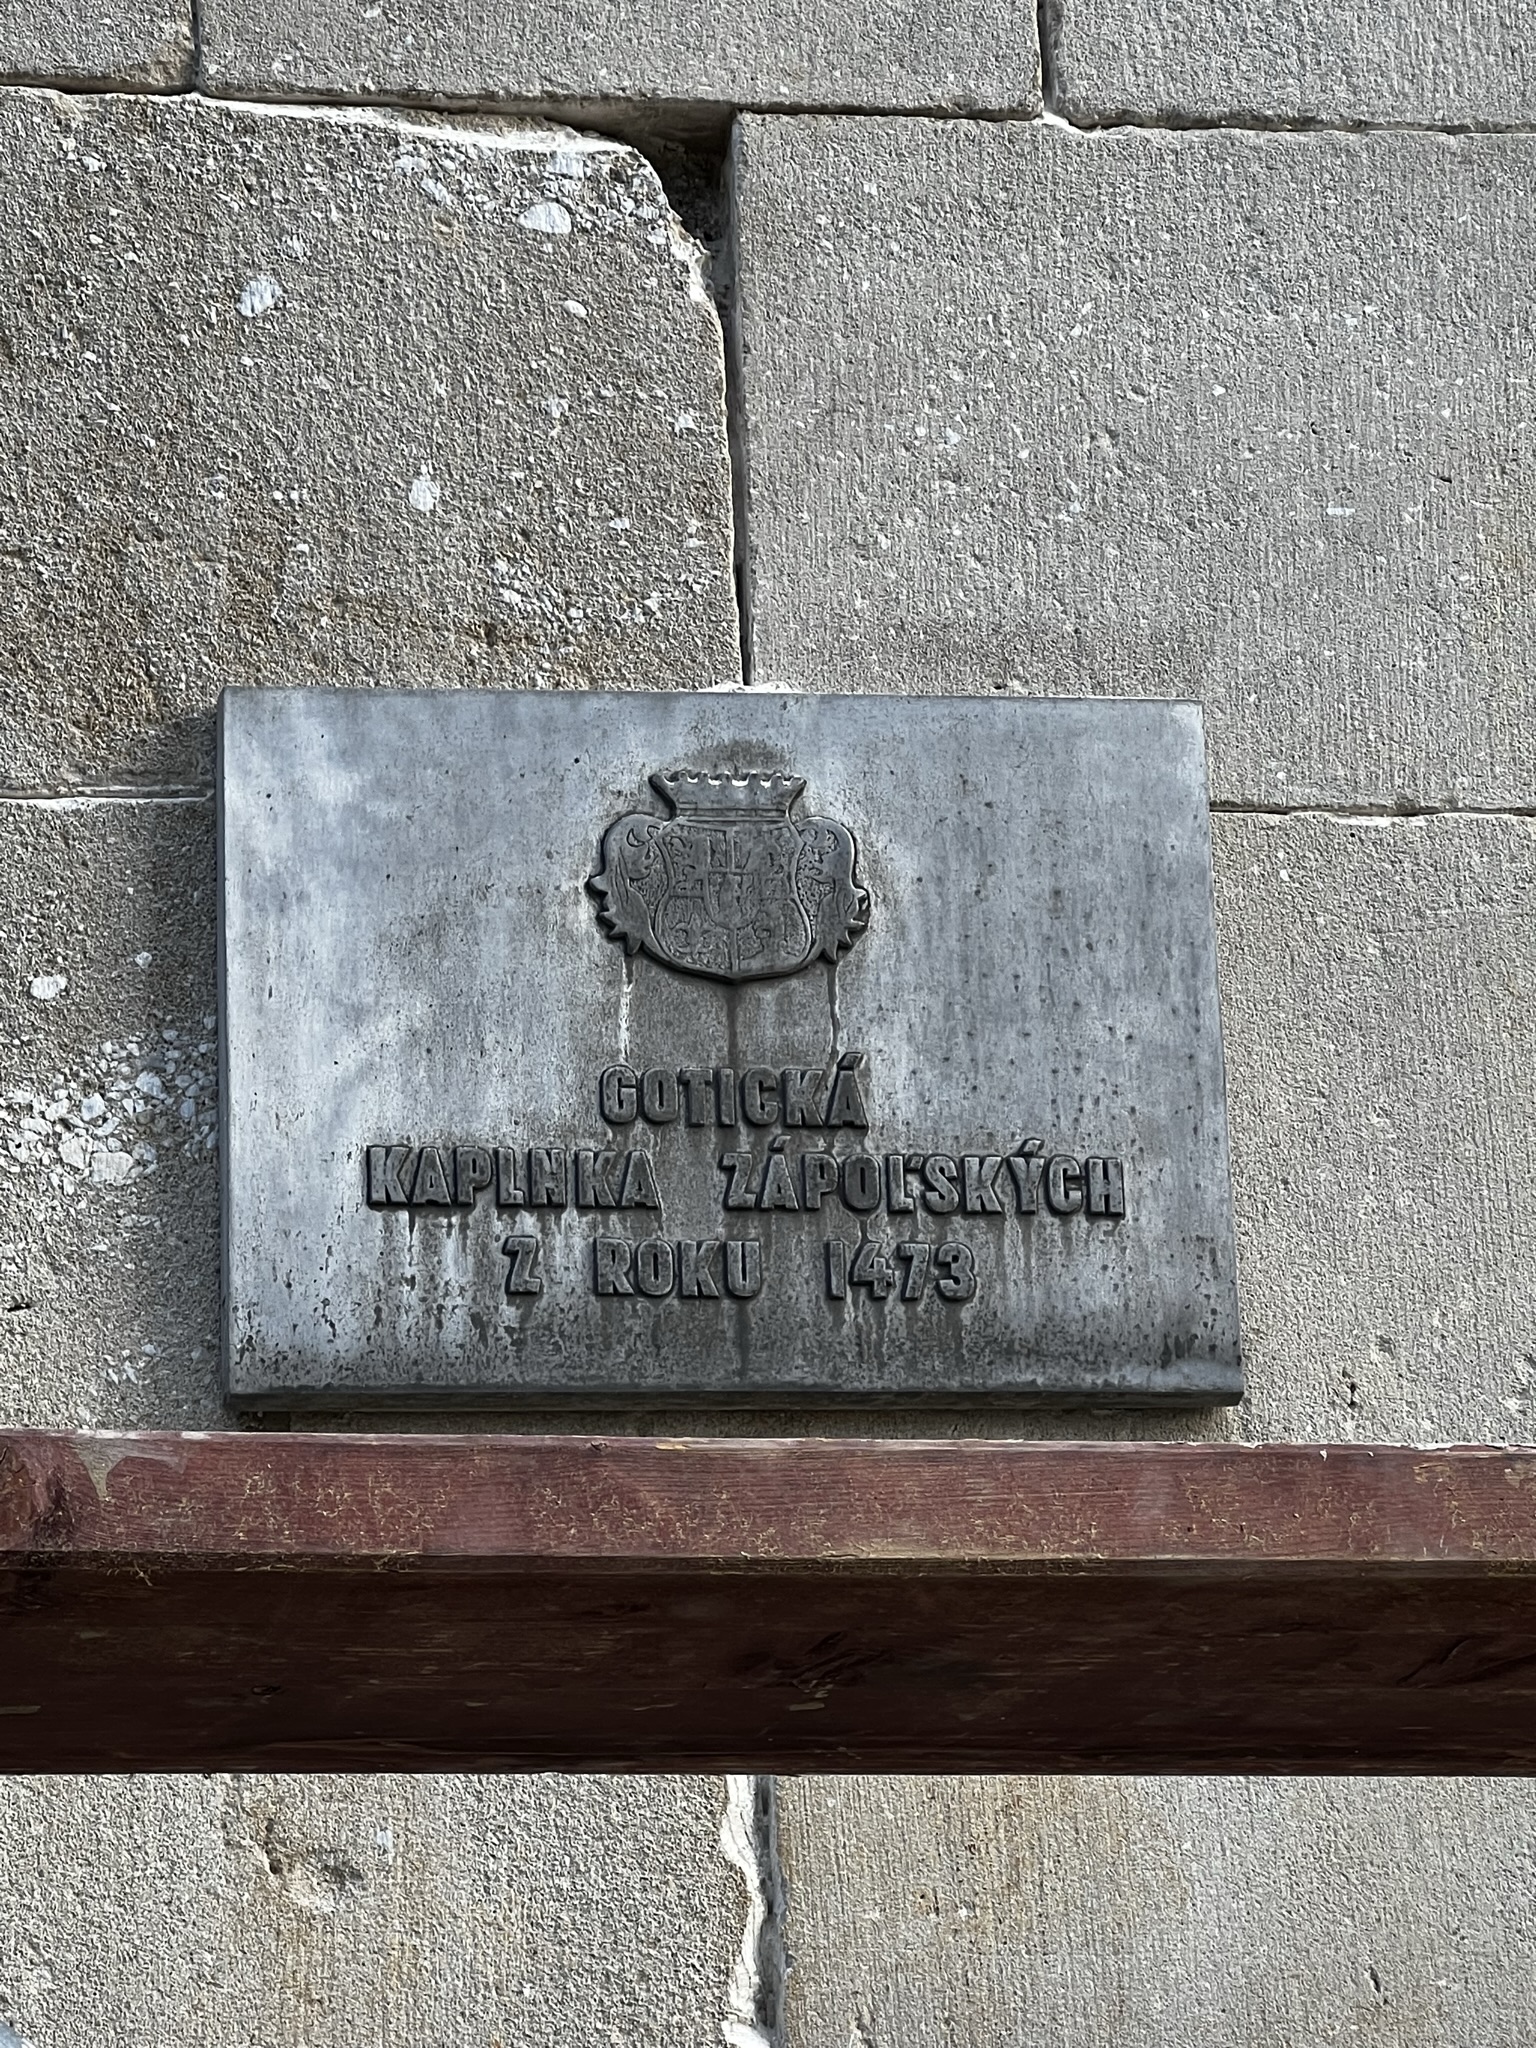 GOTICKÁ
KAPLNKA ZÁPOĽSKÝCH
Z ROKU 1473